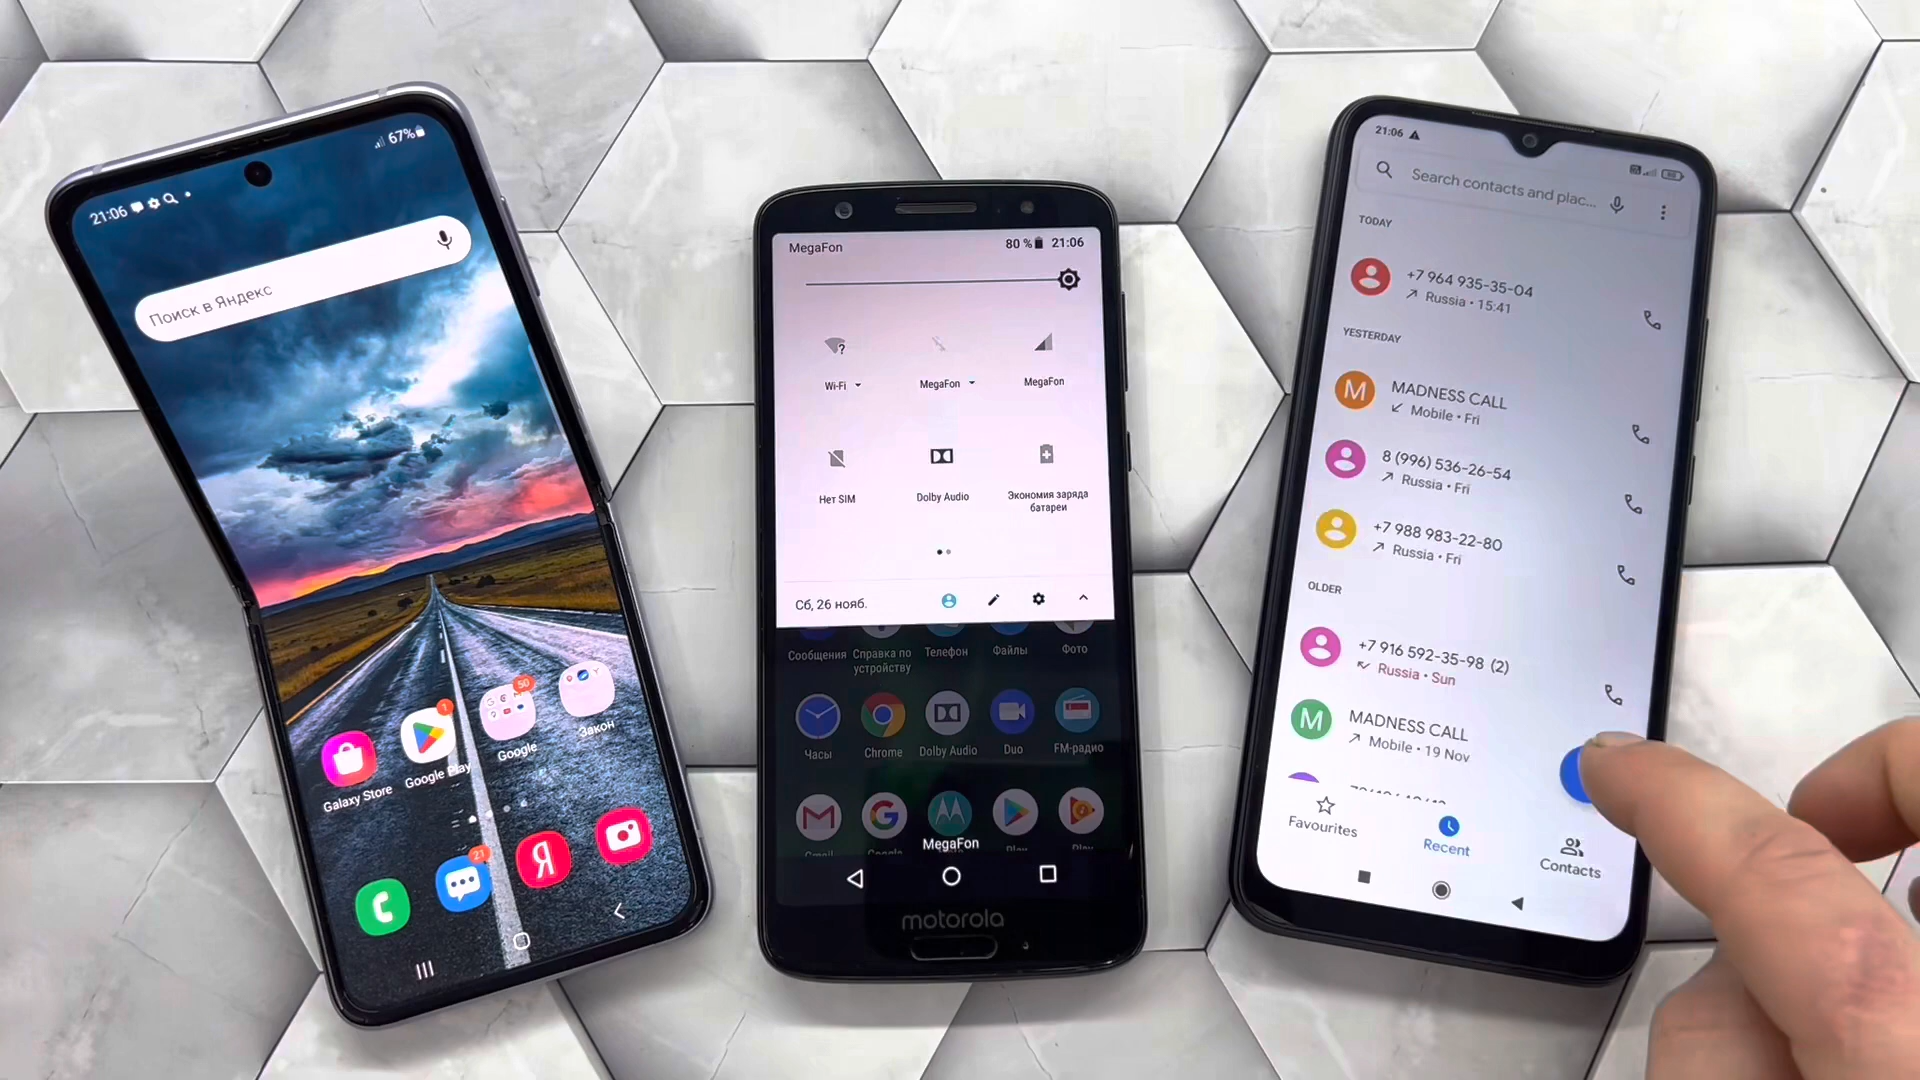 21:06
67%
Поиск в Яндекс
Galaxy Store
1
Google Play
50
Google
Закон
21
Я
MegaFon
80 % 21:06
Wi-Fi
MegaFon
MegaFon
Нет SIM
Dolby Audio
Экономия заряда
батареи
Сб, 26 нояб.
Сообщения
Справка по
устройству
Телефон
Файлы
Фото
Часы
Chrome
Dolby Audio
Duo
FM-радио
MegaFon
motorola
21:06
Search contacts and plac...
TODAY
+7 964 935-35-04
Russia • 15:41
YESTERDAY
M
MADNESS CALL
Mobile • Fri
8 (996) 536-26-54
Russia • Fri
+7 988 983-22-80
Russia • Fri
OLDER
+7 916 592-35-98 (2)
Russia • Sun
M
MADNESS CALL
Mobile • 19 Nov
Favourites
Recent
Contacts